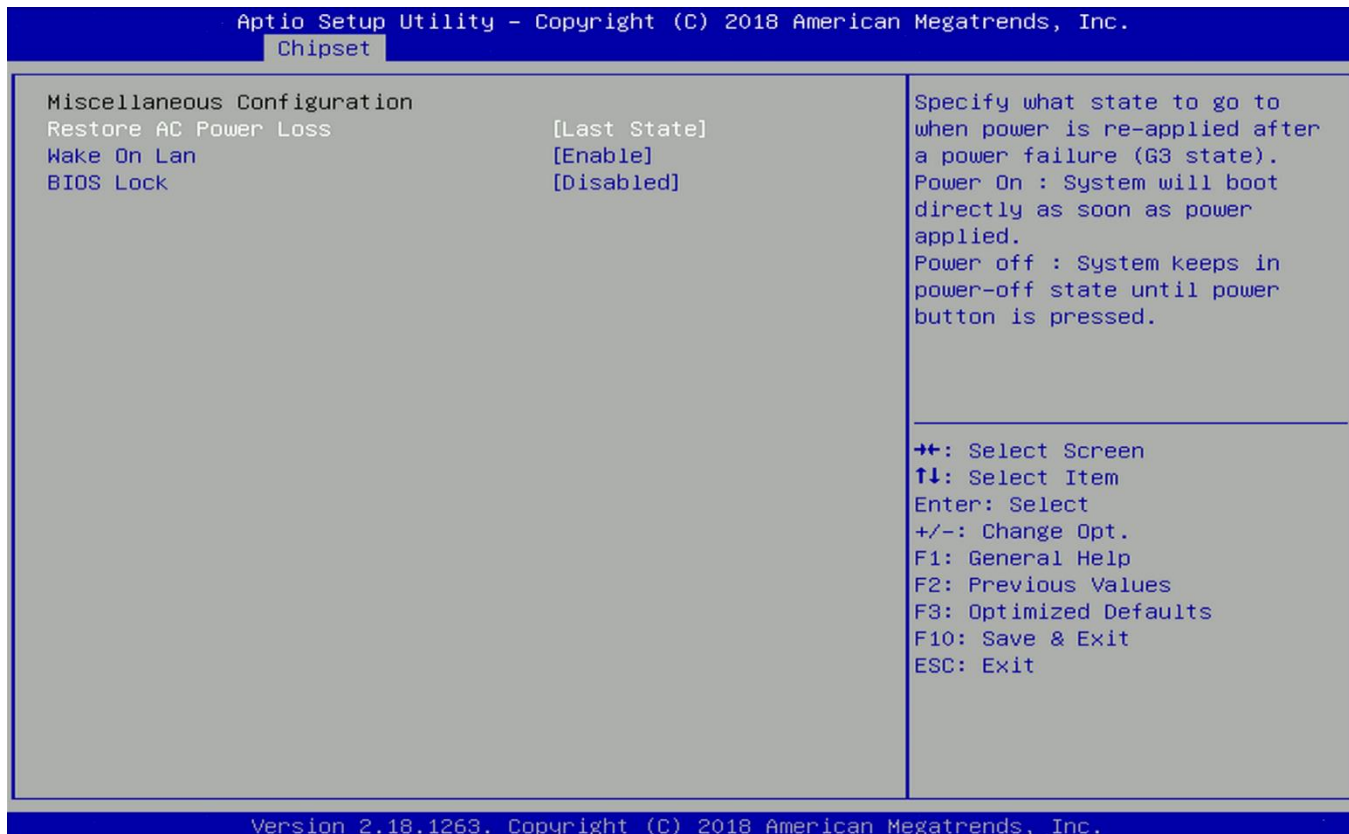 Aptio Setup Utility – Copyright (C) 2018 American Megatrends, Inc.
Chipset
Miscellaneous Configuration
Restore AC Power Loss [Last State]
Wake On Lan [Enable]
BIOS Lock [Disabled]
Specify what state to go to
when power is re-applied after
a power failure (G3 state).
Power On : System will boot
directly as soon as power
applied.
Power off : System keeps in
power-off state until power
button is pressed.
→←: Select Screen
↑↓: Select Item
Enter: Select
+/-: Change Opt.
F1: General Help
F2: Previous Values
F3: Optimized Defaults
F10: Save & Exit
ESC: Exit
Version 2.18.1263. Copyright (C) 2018 American Megatrends, Inc.